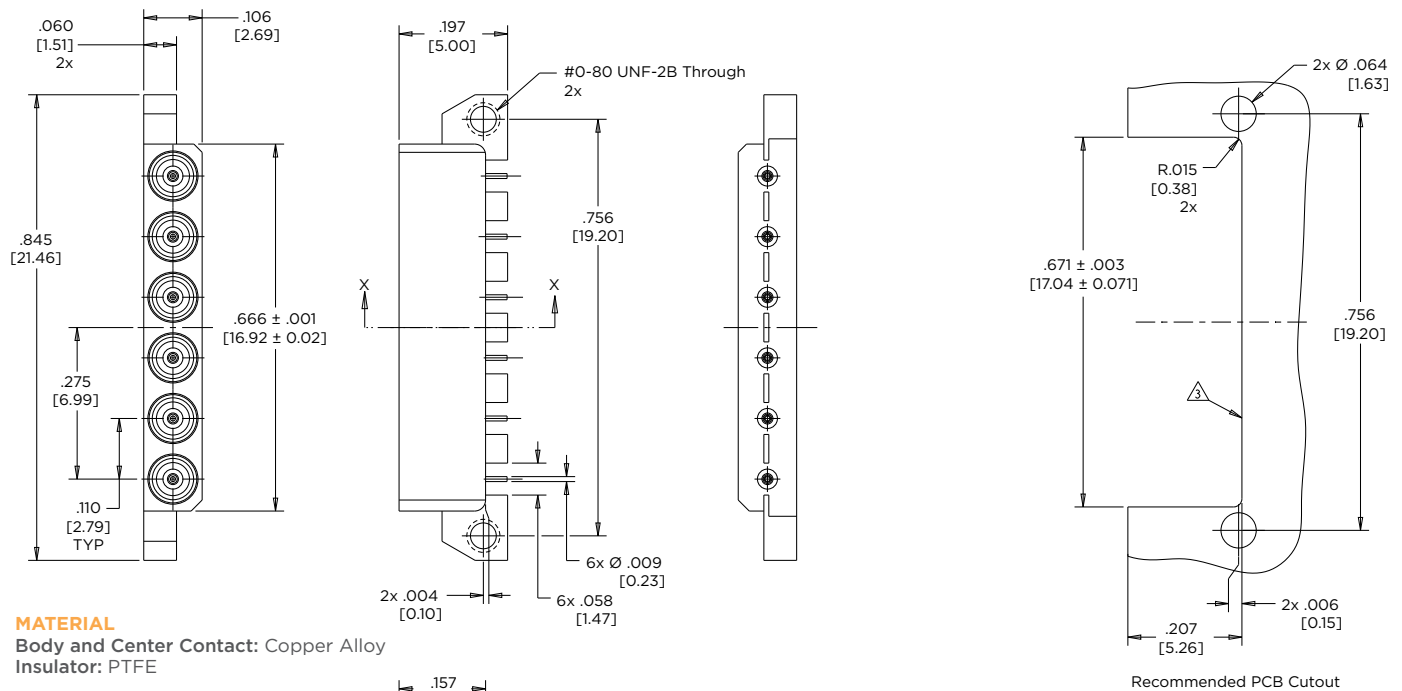 .060
[1.51]
2x
.106
[2.69]
.845
[21.46]
.666 ± .001
[16.92 ± 0.02]
.275
[6.99]
.110
[2.79]
TYP
.197
[5.00]
#0-80 UNF-2B Through
2x
.756
[19.20]
X
X
6x Ø .009
[0.23]
6x .058
[1.47]
2x .004
[0.10]
2x Ø .064
[1.63]
R.015
[0.38]
2x
.671 ± .003
[17.04 ± 0.071]
.756
[19.20]
3
2x .006
[0.15]
.207
[5.26]
Recommended PCB Cutout
MATERIAL
Body and Center Contact: Copper Alloy
Insulator: PTFE
.157